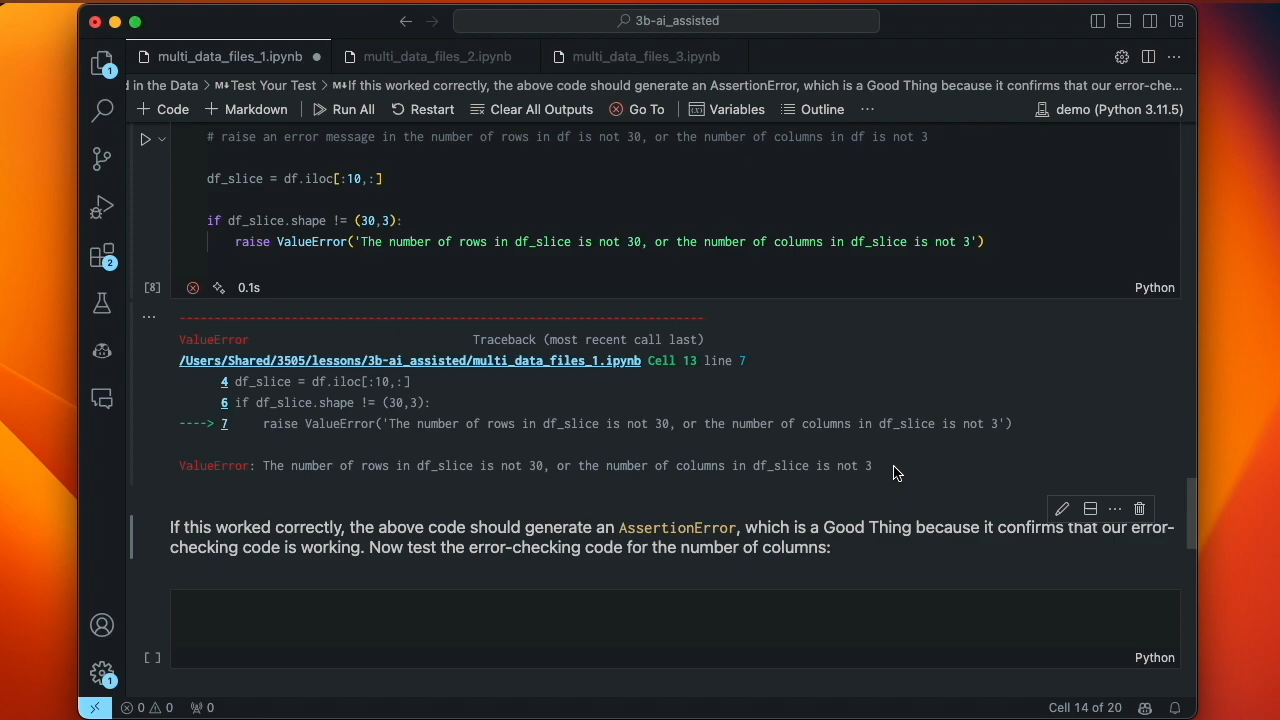 3b-ai_assisted
multi_data_files_1.ipynb
multi_data_files_2.ipynb
multi_data_files_3.ipynb
d in the Data > M↓Test Your Test > M↓If this worked correctly, the above code should generate an AssertionError, which is a Good Thing because it confirms that our error-che...
+ Code + Markdown Run All Restart Clear All Outputs Go To Variables Outline ··· demo (Python 3.11.5)
# raise an error message in the number of rows in df is not 30, or the number of columns in df is not 3
df_slice = df.iloc[:10,:]
if df_slice.shape != (30,3):
raise ValueError('The number of rows in df_slice is not 30, or the number of columns in df_slice is not 3')
[8] 0.1s Python
...
--------------------------------------------------------------------------
ValueError Traceback (most recent call last)
/Users/Shared/3505/lessons/3b-ai_assisted/multi_data_files_1.ipynb Cell 13 line 7
4 df_slice = df.iloc[:10,:]
6 if df_slice.shape != (30,3):
----> 7 raise ValueError('The number of rows in df_slice is not 30, or the number of columns in df_slice is not 3')
ValueError: The number of rows in df_slice is not 30, or the number of columns in df_slice is not 3
If this worked correctly, the above code should generate an AssertionError, which is a Good Thing because it confirms that our error-
checking code is working. Now test the error-checking code for the number of columns:
[ ] Python
1
2
1
0 0 0 Cell 14 of 20